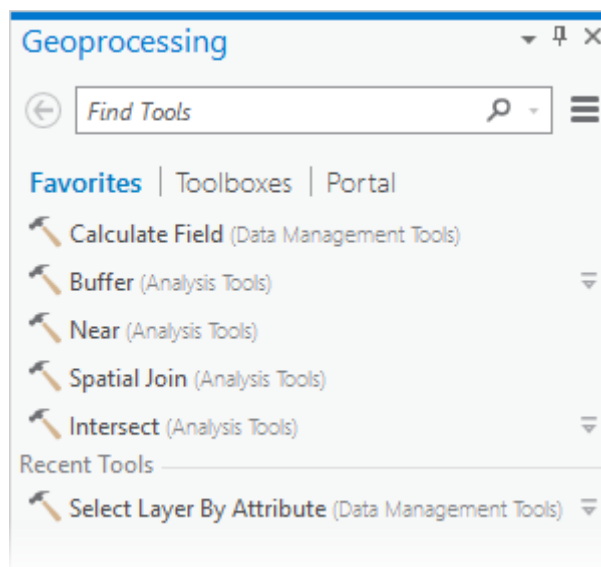 Geoprocessing
Find Tools
Favorites | Toolboxes | Portal
Calculate Field (Data Management Tools)
Buffer (Analysis Tools)
Near (Analysis Tools)
Spatial Join (Analysis Tools)
Intersect (Analysis Tools)
Recent Tools
Select Layer By Attribute (Data Management Tools)